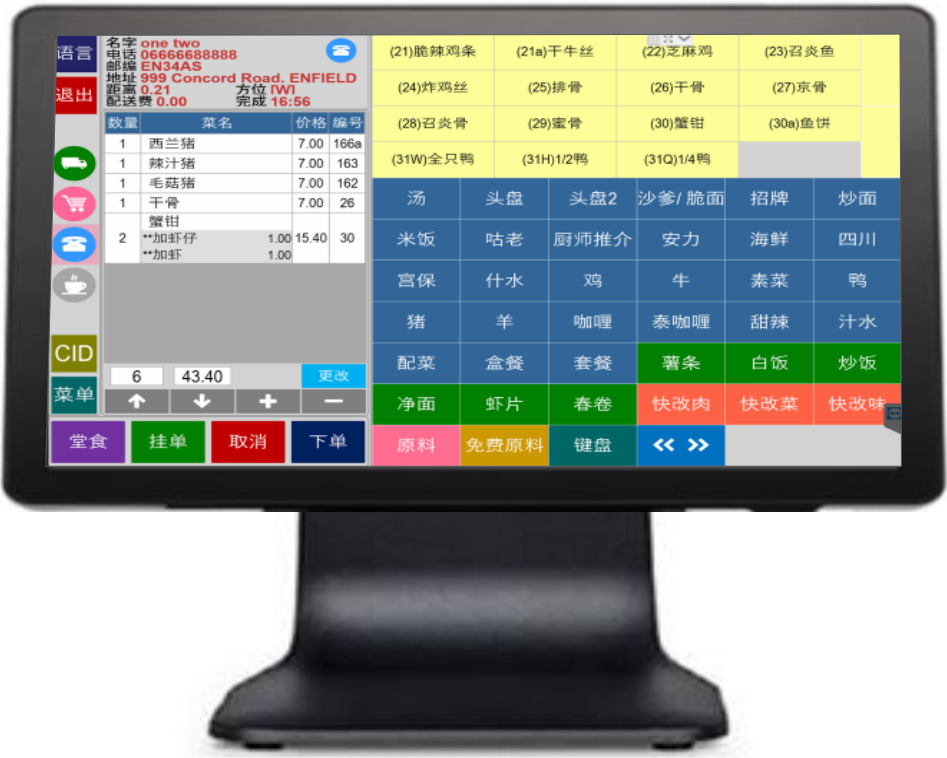 语言
退出
名字 one two
电话 06666688888
邮编 EN34AS
地址 999 Concord Road. ENFIELD
距离 0.21 方位 [W]
配送费 0.00 完成 16:56
数量 菜名 价格 编号
1 西兰猪 7.00 166a
1 辣汁猪 7.00 163
1 毛菇猪 7.00 162
1 干骨 7.00 26
2 蟹钳 15.40 30
**加虾仔 1.00
**加虾 1.00
CID
菜单
6 43.40 更改
堂食 挂单 取消 下单
(21)脆辣鸡条 (21a)干牛丝 (22)芝麻鸡 (23)召炎鱼
(24)炸鸡丝 (25)排骨 (26)干骨 (27)京骨
(28)召炎骨 (29)蜜骨 (30)蟹钳 (30a)鱼饼
(31W)全只鸭 (31H)1/2鸭 (31Q)1/4鸭
汤 头盘 头盘2 沙爹/ 脆面 招牌 炒面
米饭 咕老 厨师推介 安力 海鲜 四川
宫保 什水 鸡 牛 素菜 鸭
猪 羊 咖喱 泰咖喱 甜辣 汁水
配菜 盒餐 套餐 薯条 白饭 炒饭
净面 虾片 春卷 快改肉 快改菜 快改味
原料 免费原料 键盘